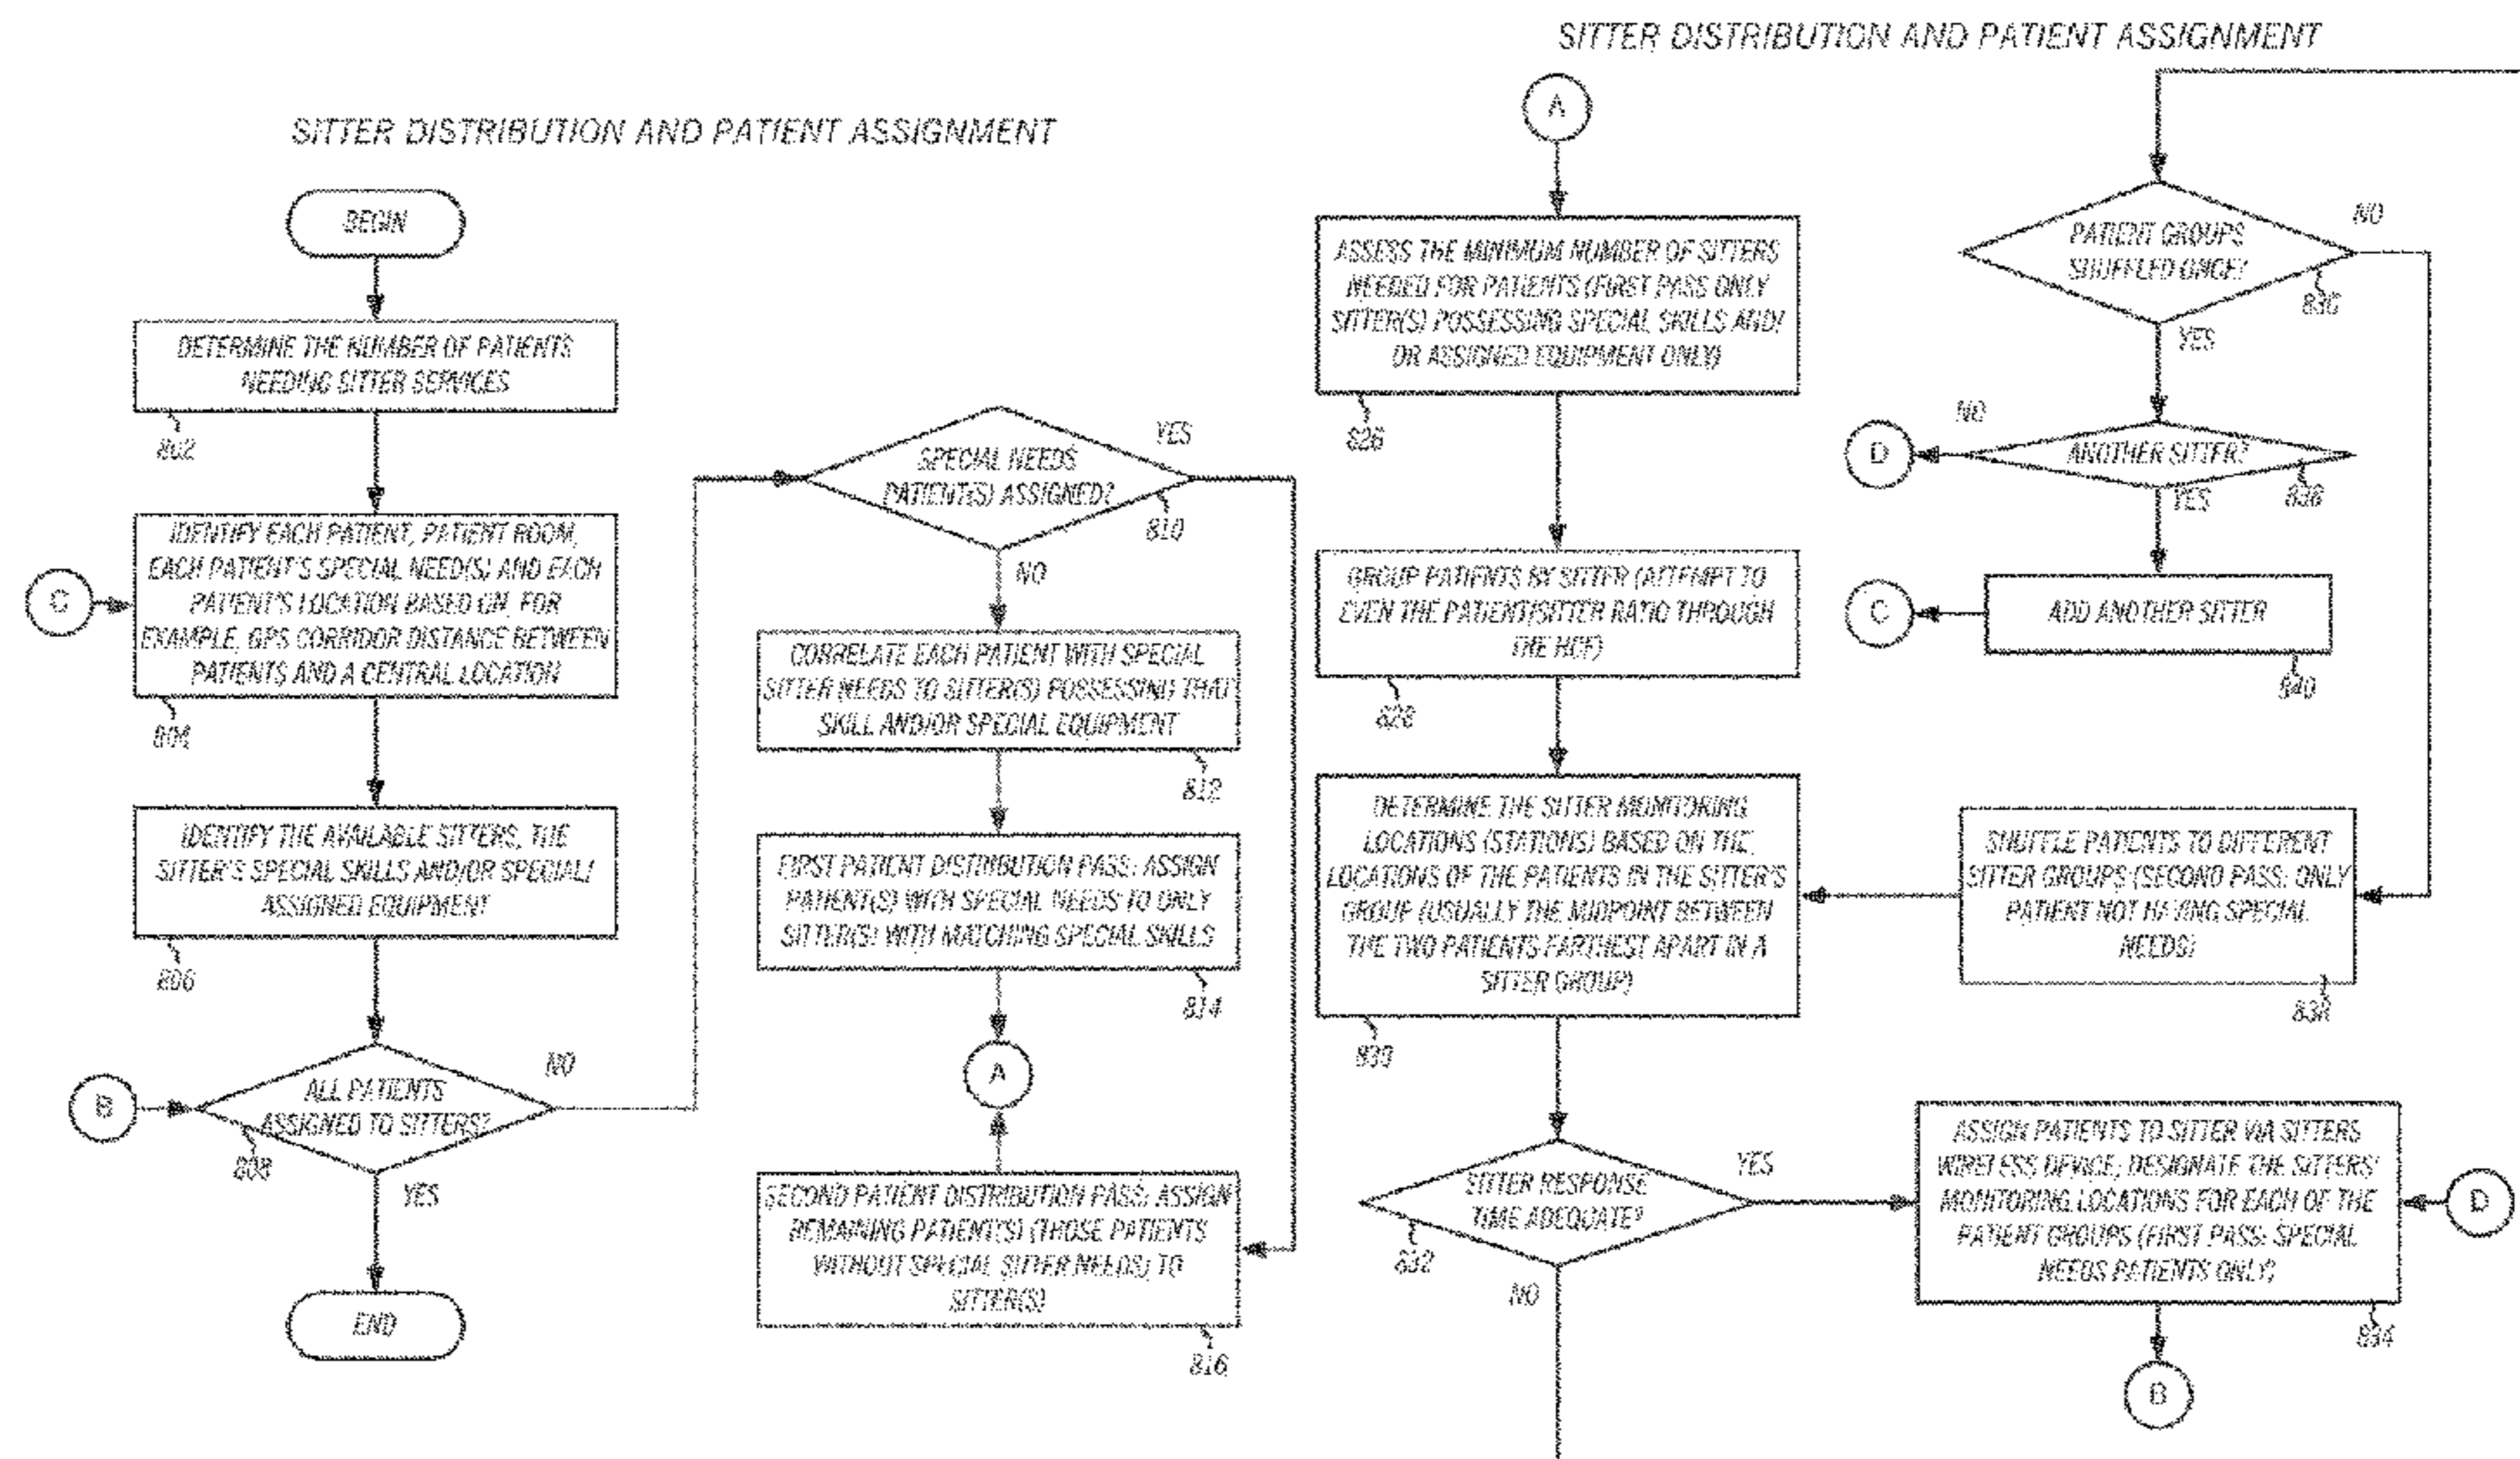 SITTER DISTRIBUTION AND PATIENT ASSIGNMENT
BEGIN
DETERMINE THE NUMBER OF PATIENTS
NEEDING SITTER SERVICES
802
C
IDENTIFY EACH PATIENT, PATIENT ROOM,
EACH PATIENT'S SPECIAL NEED(S) AND EACH
PATIENT'S LOCATION BASED ON, FOR
EXAMPLE, GPS CORRIDOR DISTANCE BETWEEN
PATIENTS AND A CENTRAL LOCATION
804
IDENTIFY THE AVAILABLE SITTERS, THE
SITTER'S SPECIAL SKILLS AND/OR SPECIAL/
ASSIGNED EQUIPMENT
806
B
ALL PATIENTS
ASSIGNED TO SITTERS?
NO
808
YES
END
SPECIAL NEEDS
PATIENT(S) ASSIGNED?
YES
810
NO
CORRELATE EACH PATIENT WITH SPECIAL
SITTER NEEDS TO SITTER(S) POSSESSING THAT
SKILL AND/OR SPECIAL EQUIPMENT
812
FIRST PATIENT DISTRIBUTION PASS: ASSIGN
PATIENT(S) WITH SPECIAL NEEDS TO ONLY
SITTER(S) WITH MATCHING SPECIAL SKILLS
814
A
SECOND PATIENT DISTRIBUTION PASS: ASSIGN
REMAINING PATIENT(S) (THOSE PATIENTS
WITHOUT SPECIAL SITTER NEEDS) TO
SITTER(S)
816
SITTER DISTRIBUTION AND PATIENT ASSIGNMENT
A
ASSESS THE MINIMUM NUMBER OF SITTERS
NEEDED FOR PATIENTS (FIRST PASS ONLY
SITTER(S) POSSESSING SPECIAL SKILLS AND/
OR ASSIGNED EQUIPMENT ONLY)
826
GROUP PATIENTS BY SITTER (ATTEMPT TO
EVEN THE PATIENT/SITTER RATIO THROUGH
THE HCF)
828
DETERMINE THE SITTER MONITORING
LOCATIONS (STATIONS) BASED ON THE
LOCATIONS OF THE PATIENTS IN THE SITTER'S
GROUP (USUALLY THE MIDPOINT BETWEEN
THE TWO PATIENTS FARTHEST APART IN A
SITTER GROUP)
830
SITTER RESPONSE
TIME ADEQUATE?
YES
832
NO
PATIENT GROUPS
SHUFFLED ONCE?
NO
836
YES
NO
D
ANOTHER SITTER?
838
YES
C
ADD ANOTHER SITTER
840
SHUFFLE PATIENTS TO DIFFERENT
SITTER GROUPS (SECOND PASS: ONLY
PATIENT NOT HAVING SPECIAL
NEEDS)
838
ASSIGN PATIENTS TO SITTER VIA SITTERS
WIRELESS DEVICE; DESIGNATE THE SITTERS'
MONITORING LOCATIONS FOR EACH OF THE
PATIENT GROUPS (FIRST PASS: SPECIAL
NEEDS PATIENTS ONLY)
D
834
B